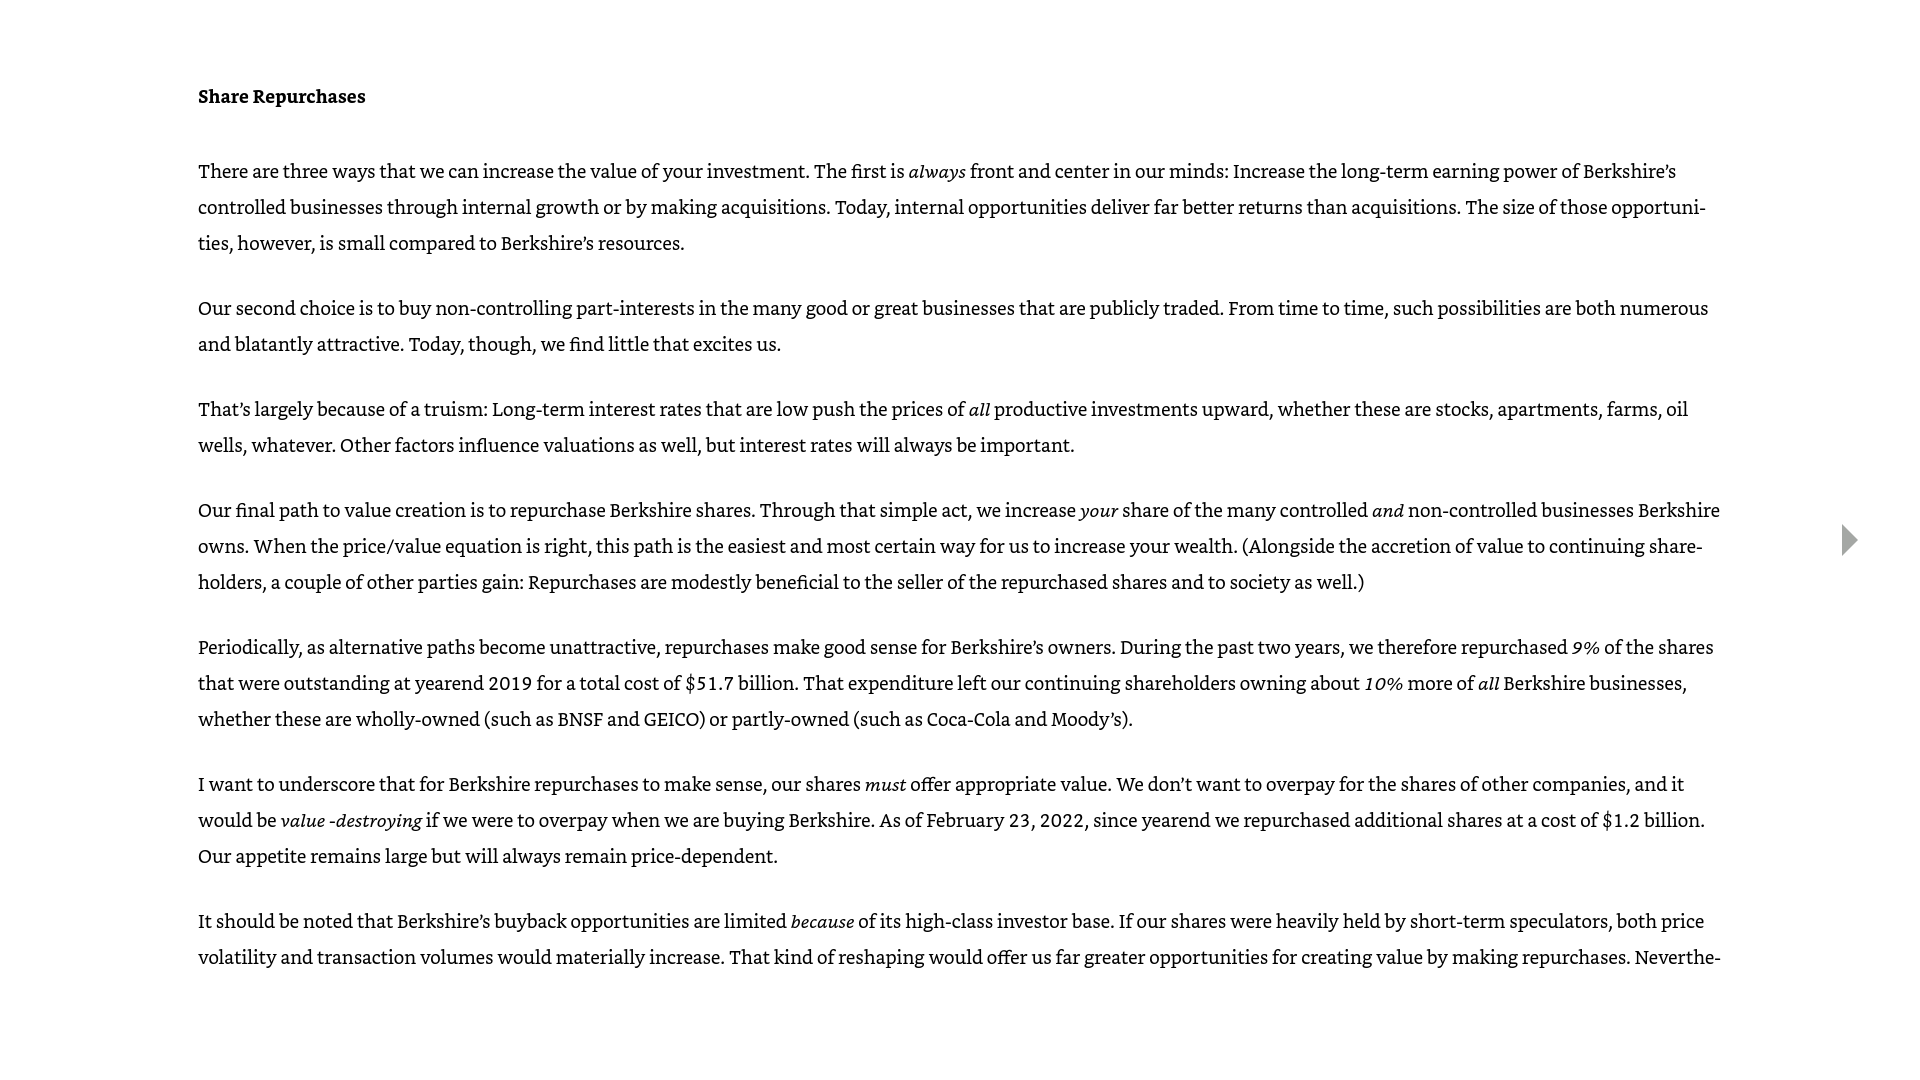 Share Repurchases
There are three ways that we can increase the value of your investment. The first is always front and center in our minds: Increase the long-term earning power of Berkshire’s
controlled businesses through internal growth or by making acquisitions. Today, internal opportunities deliver far better returns than acquisitions. The size of those opportuni-
ties, however, is small compared to Berkshire’s resources.
Our second choice is to buy non-controlling part-interests in the many good or great businesses that are publicly traded. From time to time, such possibilities are both numerous
and blatantly attractive. Today, though, we find little that excites us.
That’s largely because of a truism: Long-term interest rates that are low push the prices of all productive investments upward, whether these are stocks, apartments, farms, oil
wells, whatever. Other factors influence valuations as well, but interest rates will always be important.
Our final path to value creation is to repurchase Berkshire shares. Through that simple act, we increase your share of the many controlled and non-controlled businesses Berkshire
owns. When the price/value equation is right, this path is the easiest and most certain way for us to increase your wealth. (Alongside the accretion of value to continuing share-
holders, a couple of other parties gain: Repurchases are modestly beneficial to the seller of the repurchased shares and to society as well.)
Periodically, as alternative paths become unattractive, repurchases make good sense for Berkshire’s owners. During the past two years, we therefore repurchased 9% of the shares
that were outstanding at yearend 2019 for a total cost of $51.7 billion. That expenditure left our continuing shareholders owning about 10% more of all Berkshire businesses,
whether these are wholly-owned (such as BNSF and GEICO) or partly-owned (such as Coca-Cola and Moody’s).
I want to underscore that for Berkshire repurchases to make sense, our shares must offer appropriate value. We don’t want to overpay for the shares of other companies, and it
would be value -destroying if we were to overpay when we are buying Berkshire. As of February 23, 2022, since yearend we repurchased additional shares at a cost of $1.2 billion.
Our appetite remains large but will always remain price-dependent.
It should be noted that Berkshire’s buyback opportunities are limited because of its high-class investor base. If our shares were heavily held by short-term speculators, both price
volatility and transaction volumes would materially increase. That kind of reshaping would offer us far greater opportunities for creating value by making repurchases. Neverthe-